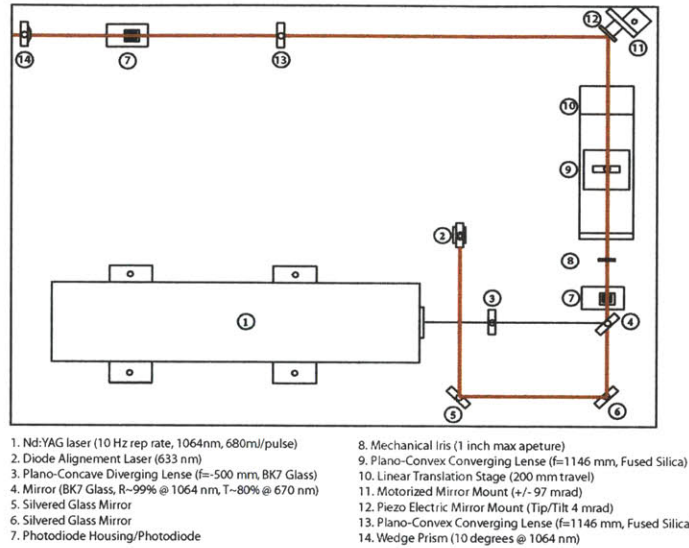 12
11
14
7
13
10
9
2
8
3
7
1
4
5
6
1. Nd:YAG laser (10 Hz rep rate, 1064nm, 680mJ/pulse)
2. Diode Alignement Laser (633 nm)
3. Plano-Concave Diverging Lense (f=-500 mm, BK7 Glass)
4. Mirror (BK7 Glass, R~99% @ 1064 nm, T~80% @ 670 nm)
5. Silvered Glass Mirror
6. Silvered Glass Mirror
7. Photodiode Housing/Photodiode
8. Mechanical Iris (1 inch max apeture)
9. Plano-Convex Converging Lense (f=1146 mm, Fused Silica)
10. Linear Translation Stage (200 mm travel)
11. Motorized Mirror Mount (+/- 97 mrad)
12. Piezo Electric Mirror Mount (Tip/Tilt 4 mrad)
13. Plano-Convex Converging Lense (f=1146 mm, Fused Silica
14. Wedge Prism (10 degrees @ 1064 nm)